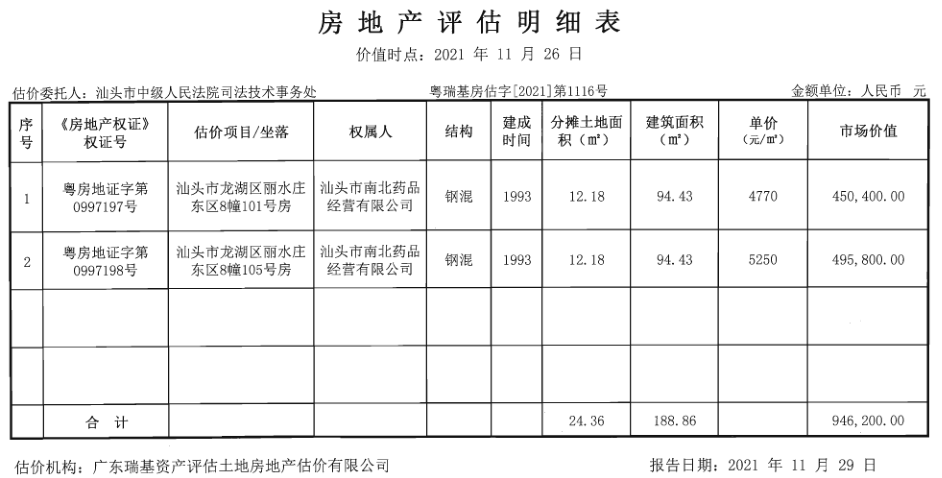 房地产评估明细表
价值时点：2021 年 11 月 26 日
估价委托人：汕头市中级人民法院司法技术事务处 粤瑞基房估字[2021]第1116号 金额单位：人民币 元
序号 《房地产权证》权证号 估价项目/坐落 权属人 结构 建成时间 分摊土地面积（㎡） 建筑面积（㎡） 单价（元/㎡） 市场价值
1 粤房地证字第0997197号 汕头市龙湖区丽水庄东区8幢101号房 汕头市南北药品经营有限公司 钢混 1993 12.18 94.43 4770 450,400.00
2 粤房地证字第0997198号 汕头市龙湖区丽水庄东区8幢105号房 汕头市南北药品经营有限公司 钢混 1993 12.18 94.43 5250 495,800.00
合 计 24.36 188.86 946,200.00
估价机构：广东瑞基资产评估土地房地产估价有限公司 报告日期：2021 年 11 月 29 日